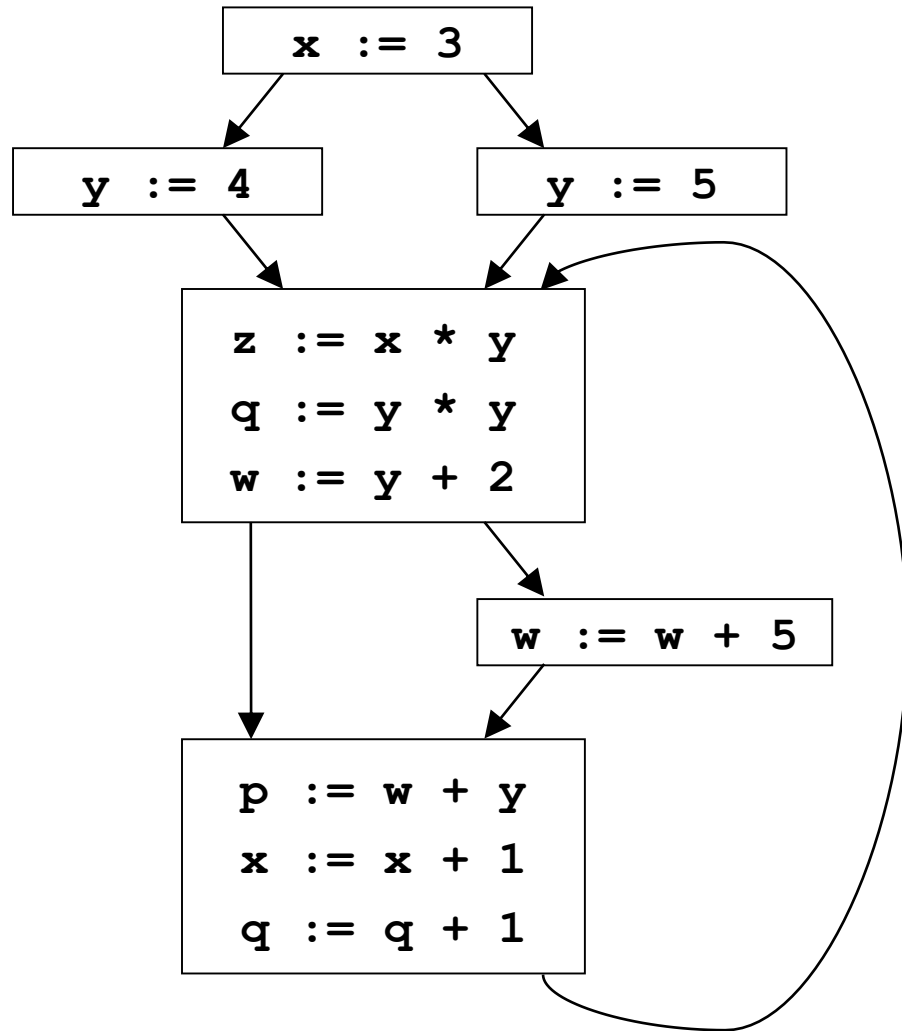 x := 3
y := 4
y := 5
z := x * y
q := y * y
w := y + 2
w := w + 5
p := w + y
x := x + 1
q := q + 1